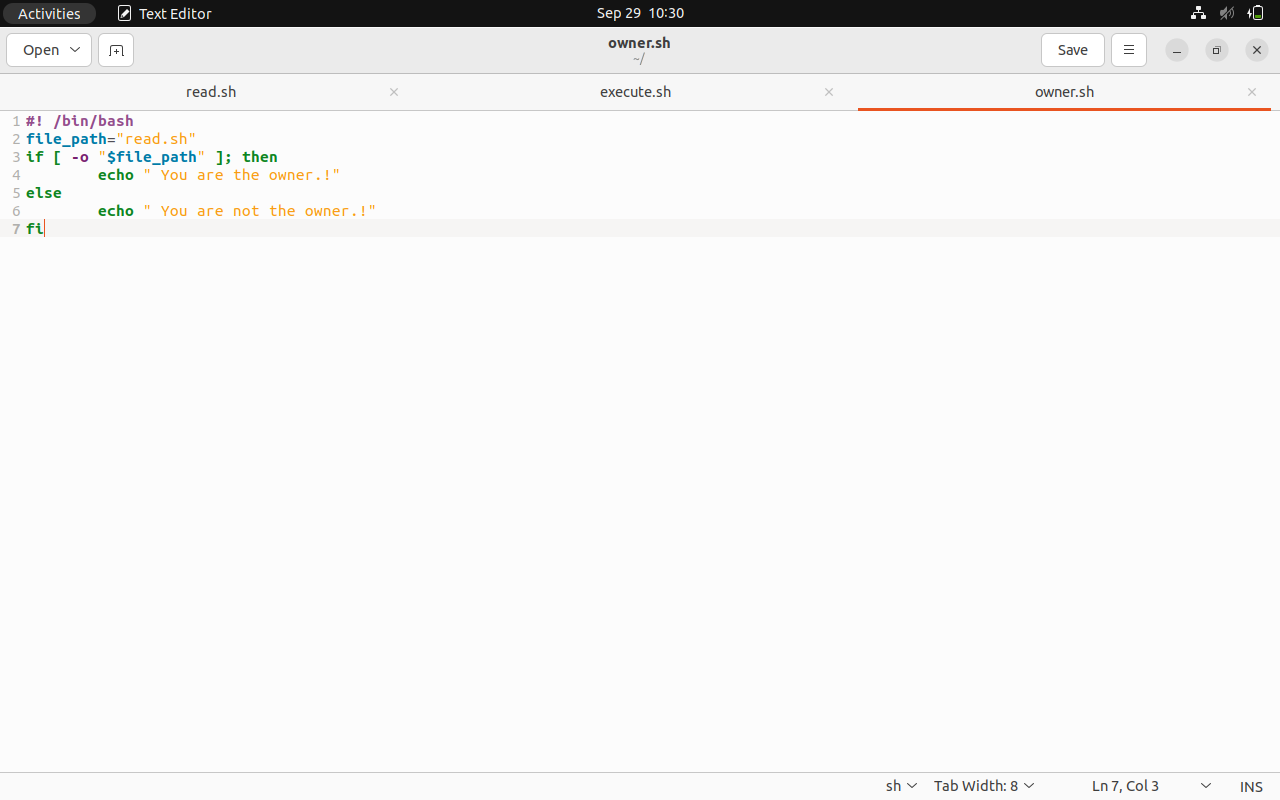 Activities Text Editor Sep 29 10:30
Open owner.sh Save
~/
read.sh execute.sh owner.sh
1 #! /bin/bash
2 file_path="read.sh"
3 if [ -o "$file_path" ]; then
4 echo " You are the owner.!"
5 else
6 echo " You are not the owner.!"
7 fi
sh Tab Width: 8 Ln 7, Col 3 INS